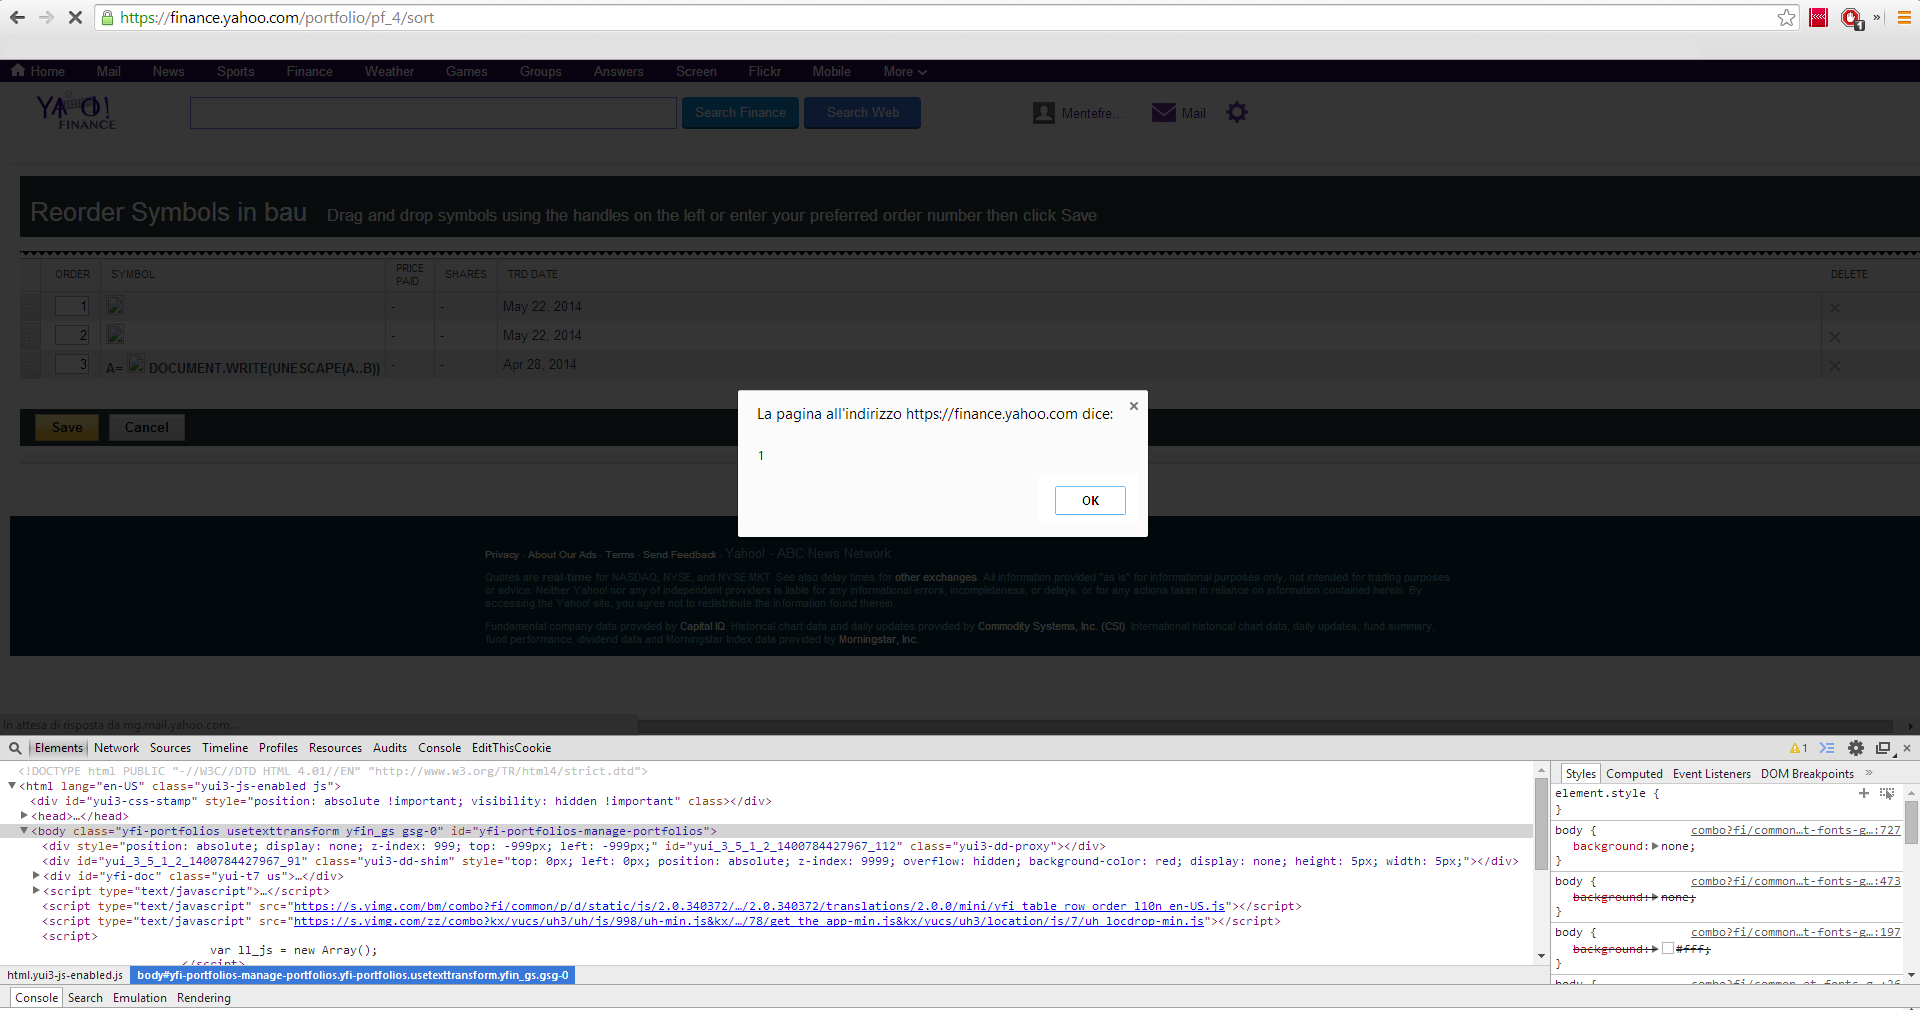 https://finance.yahoo.com/portfolio/pf_4/sort
Home Mail News Sports Finance Weather Games Groups Answers Screen Flickr Mobile More
YAHOO!
FINANCE
Search Finance Search Web Mentefre... Mail
Reorder Symbols in bau Drag and drop symbols using the handles on the left or enter your preferred order number then click Save
ORDER SYMBOL PRICE PAID SHARES TRD DATE DELETE
1 - - May 22, 2014
2 - - May 22, 2014
3 A= DOCUMENT.WRITE(UNESCAPE(A..B)) - - Apr 28, 2014
Save Cancel
La pagina all'indirizzo https://finance.yahoo.com dice:
1
OK
Privacy - About Our Ads - Terms - Send Feedback - Yahoo! - ABC News Network
Quotes are real-time for NASDAQ, NYSE, and NYSE MKT. See also delay times for other exchanges. All information provided "as is" for informational purposes only, not intended for trading purposes
or advice. Neither Yahoo! nor any of independent providers is liable for any informational errors, incompleteness, or delays, or for any actions taken in reliance on information contained herein. By
accessing the Yahoo! site, you agree not to redistribute the information found therein.
Fundamental company data provided by Capital IQ. Historical chart data and daily updates provided by Commodity Systems, Inc. (CSI). International historical chart data, daily updates, fund summary,
fund performance, dividend data and Morningstar Index data provided by Morningstar, Inc.
In attesa di risposta da mg.mail.yahoo.com...
Elements Network Sources Timeline Profiles Resources Audits Console EditThisCookie 1
<!DOCTYPE html PUBLIC "-//W3C//DTD HTML 4.01//EN" "http://www.w3.org/TR/html4/strict.dtd">
<html lang="en-US" class="yui3-js-enabled js">
<div id="yui3-css-stamp" style="position: absolute !important; visibility: hidden !important" class></div>
<head>…</head>
<body class="yfi-portfolios usetexttransform yfin_gs gsg-0" id="yfi-portfolios-manage-portfolios">
<div style="position: absolute; display: none; z-index: 999; top: -999px; left: -999px;" id="yui_3_5_1_2_1400784427967_112" class="yui3-dd-proxy"></div>
<div id="yui_3_5_1_2_1400784427967_91" class="yui3-dd-shim" style="top: 0px; left: 0px; position: absolute; z-index: 9999; overflow: hidden; background-color: red; display: none; height: 5px; width: 5px;"></div>
<div id="yfi-doc" class="yui-t7 us">…</div>
<script type="text/javascript">…</script>
<script type="text/javascript" src="https://s.yimg.com/bm/combo?fi/common/p/d/static/js/2.0.340372/…/2.0.340372/translations/2.0.0/mini/yfi_table_row_order_l10n_en-US.js"></script>
<script type="text/javascript" src="https://s.yimg.com/zz/combo?kx/yucs/uh3/uh/js/998/uh-min.js&kx/…/78/get_the_app-min.js&kx/yucs/uh3/location/js/7/uh_locdrop-min.js"></script>
<script>
var ll_js = new Array();
</script>
html.yui3-js-enabled.js body#yfi-portfolios-manage-portfolios.yfi-portfolios.usetexttransform.yfin_gs.gsg-0
Console Search Emulation Rendering
Styles Computed Event Listeners DOM Breakpoints »
element.style {
}
body { combo?fi/common…t-fonts-g…:727
background: none;
}
body { combo?fi/common…t-fonts-g…:473
background: none;
}
body { combo?fi/common…t-fonts-g…:197
background: #fff;
}